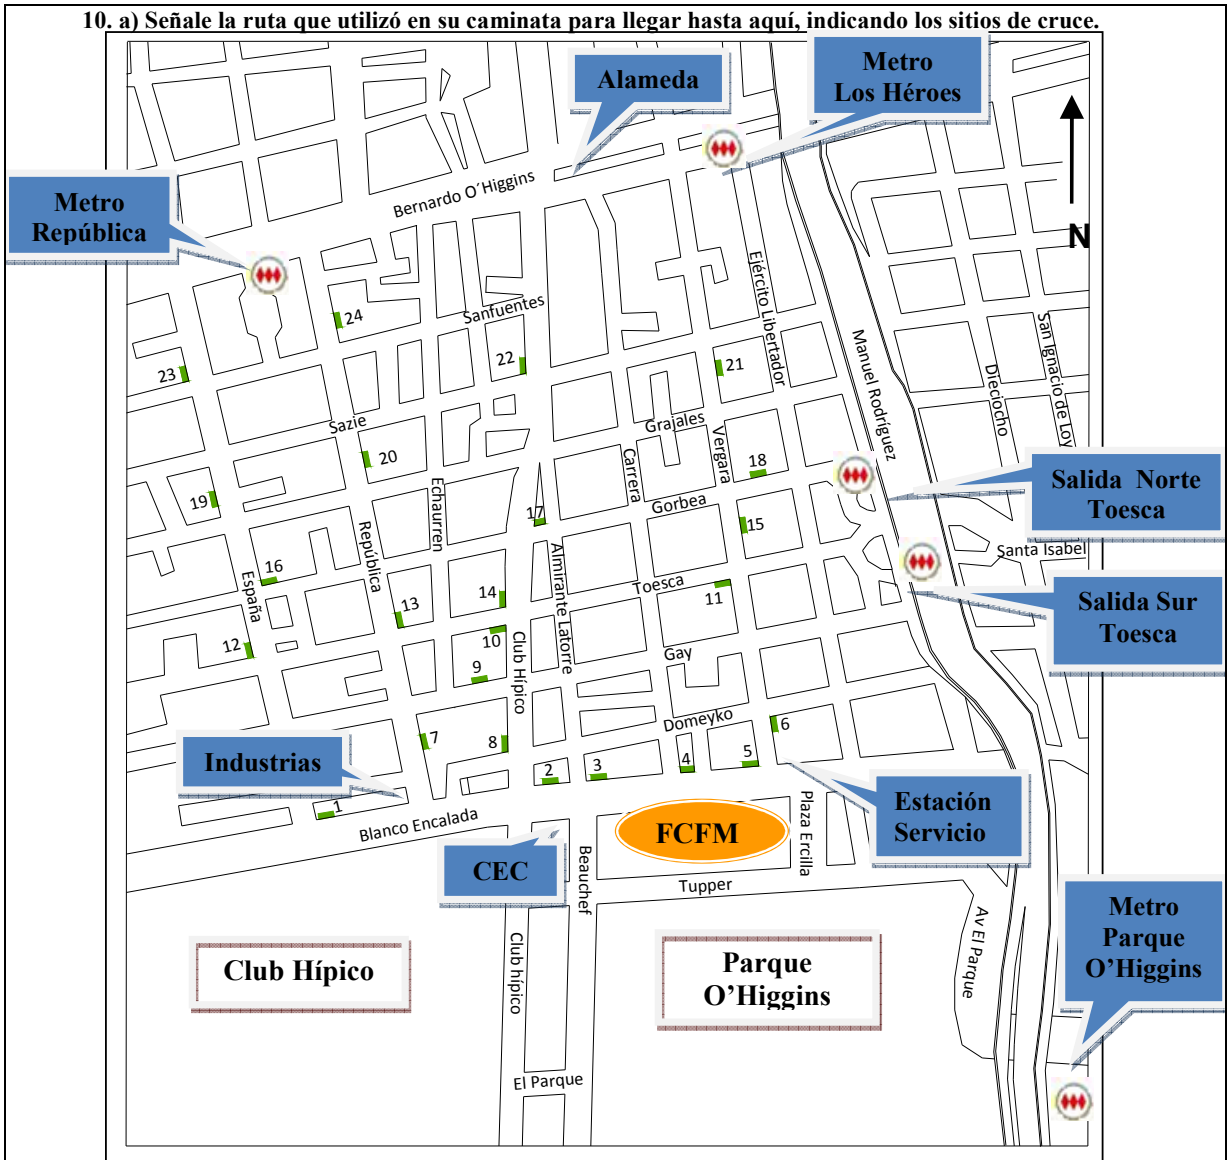 10. a) Señale la ruta que utilizó en su caminata para llegar hasta aquí, indicando los sitios de cruce.
Alameda
Metro
Los Héroes
Metro
República
Bernardo O´Higgins
N
Sanfuentes
Ejército Libertador
24
22
23
21
San Ignacio de Loy
Dieciocho
Manuel Rodríguez
Sazie
Grajales
Vergara
20
18
Carrera
Echaurren
19
Gorbea
17
15
Salida Norte
Toesca
República
Almirante Latorre
Santa Isabel
16
España
Toesca
14
13
11
Salida Sur
Toesca
10
12
Club Hípico
Gay
9
Domeyko
6
7
8
Industrias
2
3
4
5
1
Blanco Encalada
Plaza Ercilla
Estación
Servicio
FCFM
CEC
Beauchef
Tupper
Av El Parque
Metro
Parque
O’Higgins
Club hípico
Club Hípico
Parque
O’Higgins
El Parque